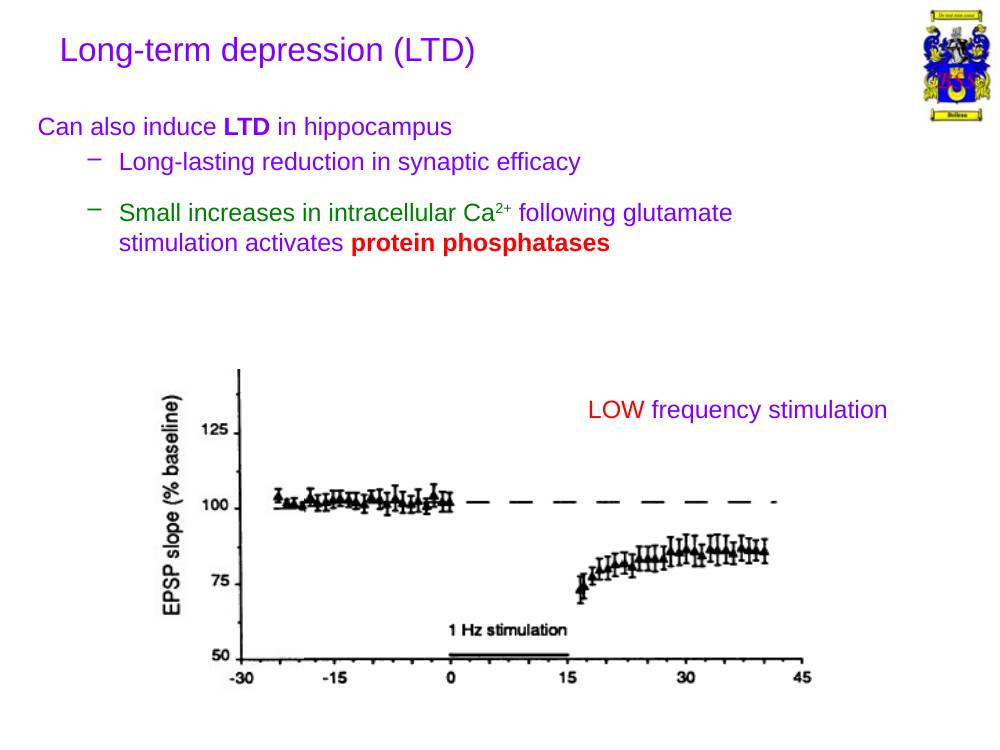 Long-term depression (LTD)
Can also induce LTD in hippocampus
– Long-lasting reduction in synaptic efficacy
– Small increases in intracellular Ca2+ following glutamate
stimulation activates protein phosphatases
LOW frequency stimulation
EPSP slope (% baseline)
125
100
75
50
1 Hz stimulation
-30 -15 0 15 30 45